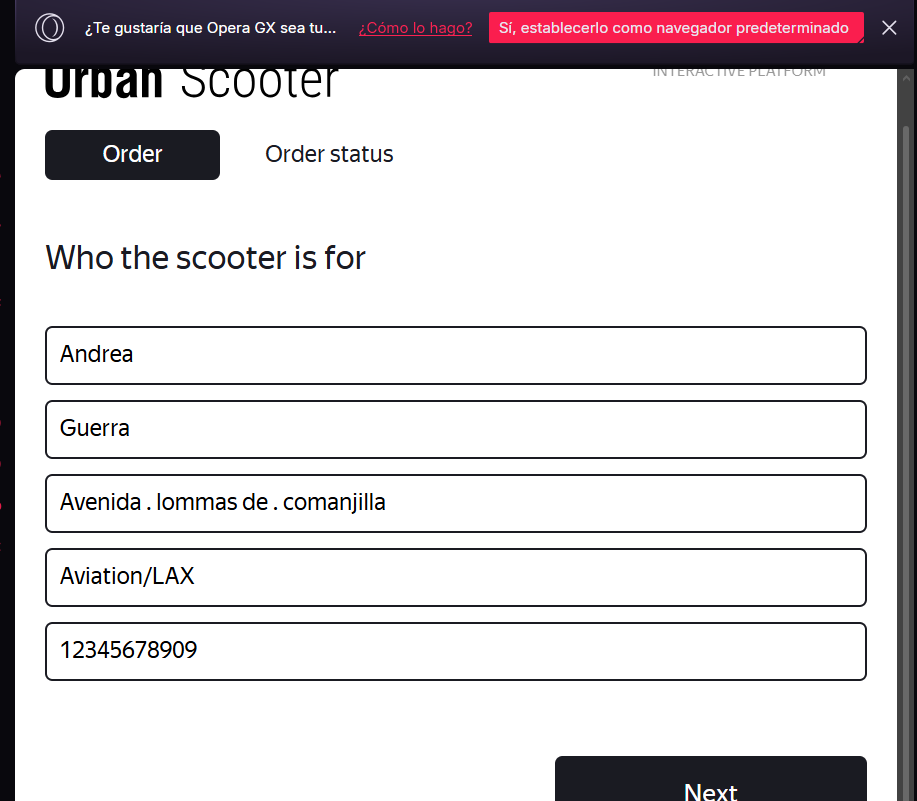 ¿Te gustaría que Opera GX sea tu... ¿Cómo lo hago? Sí, establecerlo como navegador predeterminado
Urban Scooter INTERACTIVE PLATFORM
Order Order status
Who the scooter is for
Andrea
Guerra
Avenida . lommas de . comanjilla
Aviation/LAX
12345678909
Next